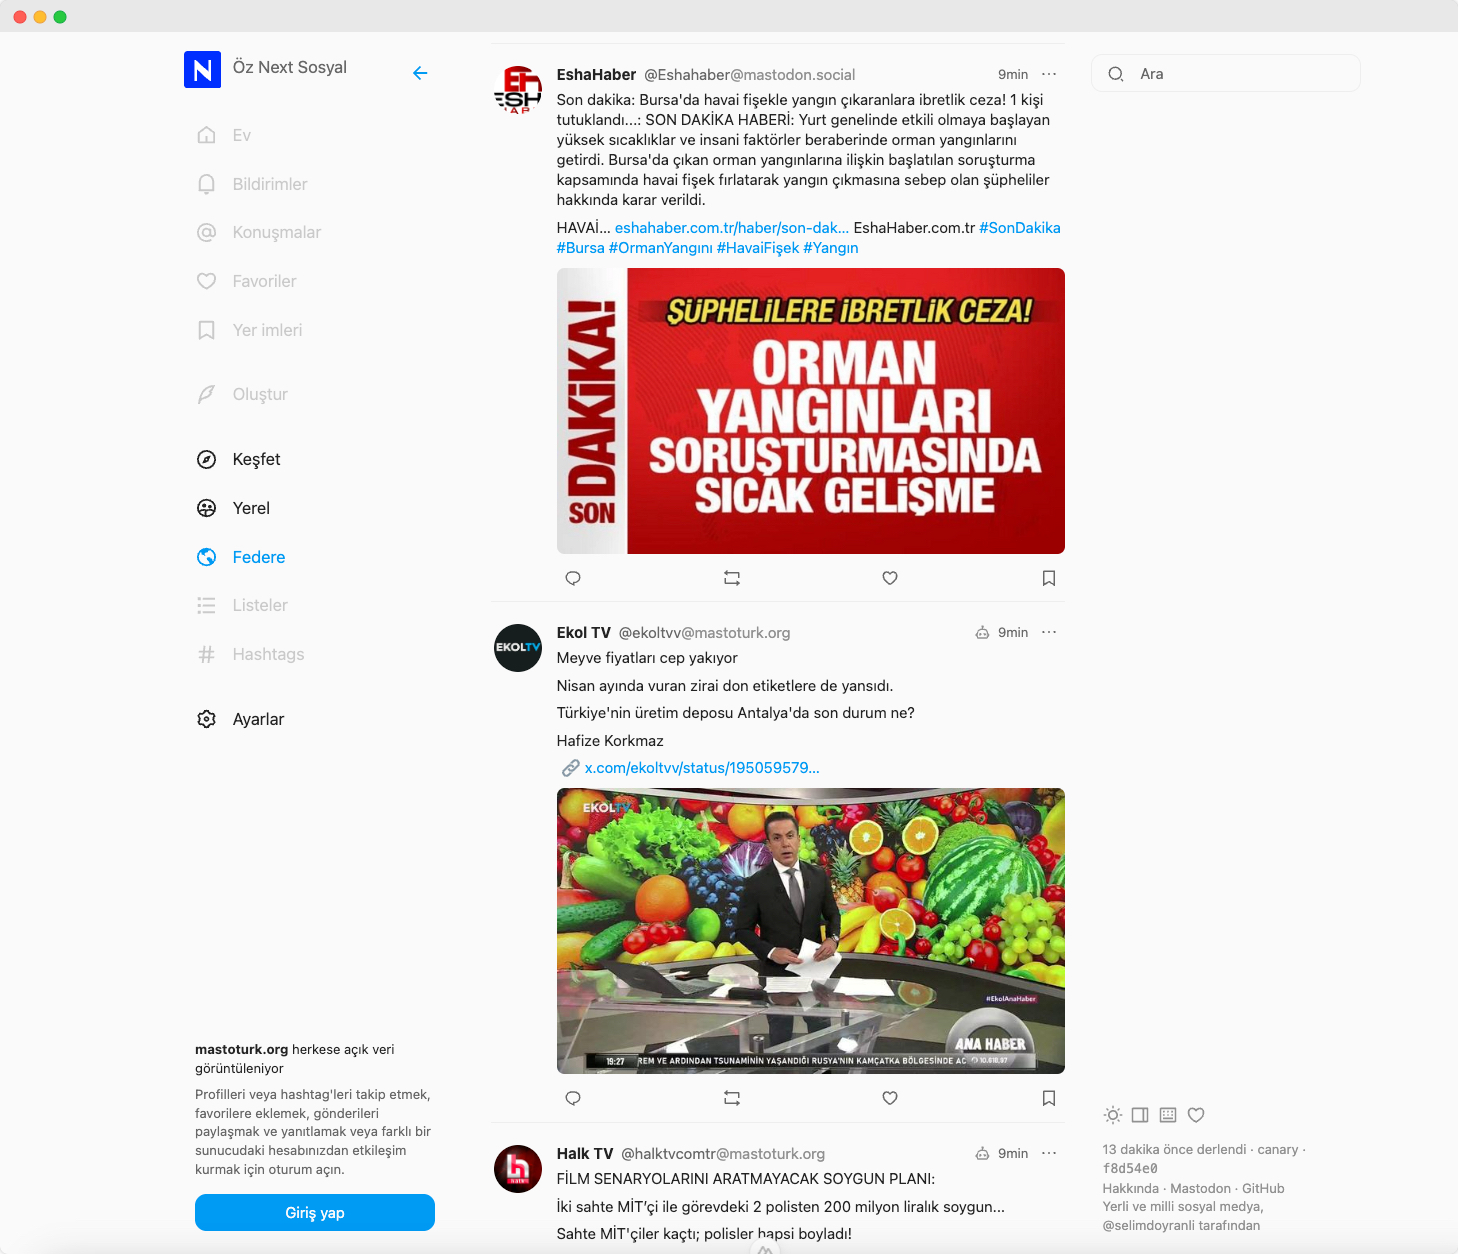 Öz Next Sosyal
Ev
Bildirimler
Konuşmalar
Favoriler
Yer imleri
Oluştur
Keşfet
Yerel
Federe
Listeler
Hashtags
Ayarlar
mastoturk.org herkese açık veri
görüntüleniyor
Profilleri veya hashtag'leri takip etmek,
favorilere eklemek, gönderileri
paylaşmak ve yanıtlamak veya farklı bir
sunucudaki hesabınızdan etkileşim
kurmak için oturum açın.
Giriş yap
EshaHaber @Eshahaber@mastodon.social 9min
Son dakika: Bursa'da havai fişekle yangın çıkaranlara ibretlik ceza! 1 kişi
tutuklandı...: SON DAKİKA HABERİ: Yurt genelinde etkili olmaya başlayan
yüksek sıcaklıklar ve insani faktörler beraberinde orman yangınlarını
getirdi. Bursa'da çıkan orman yangınlarına ilişkin başlatılan soruşturma
kapsamında havai fişek fırlatarak yangın çıkmasına sebep olan şüpheliler
hakkında karar verildi.
HAVAİ... eshahaber.com.tr/haber/son-dak... EshaHaber.com.tr #SonDakika
#Bursa #OrmanYangını #HavaiFişek #Yangın
SON DAKİKA!
ŞÜPHELİLERE İBRETLİK CEZA!
ORMAN
YANGINLARI
SORUŞTURMASINDA
SICAK GELİŞME
EKOLTV
Ekol TV @ekoltvv@mastoturk.org 9min
Meyve fiyatları cep yakıyor
Nisan ayında vuran zirai don etiketlere de yansıdı.
Türkiye'nin üretim deposu Antalya'da son durum ne?
Hafize Korkmaz
x.com/ekoltvv/status/195059579...
EKOLTV
#EkolAnaHaber
ANA HABER
19:27 REM VE ARDINDAN TSUNAMİNİN YAŞANDIĞI RUSYA'NIN KAMÇATKA BÖLGESİNDE AC 10.618,97
Halk TV @halktvcomtr@mastoturk.org 9min
FİLM SENARYOLARINI ARATMAYACAK SOYGUN PLANI:
İki sahte MİT'çi ile görevdeki 2 polisten 200 milyon liralık soygun...
Sahte MİT'çiler kaçtı; polisler hapsi boyladı!
Ara
13 dakika önce derlendi · canary ·
f8d54e0
Hakkında · Mastodon · GitHub
Yerli ve milli sosyal medya,
@selimdoyranli tarafından